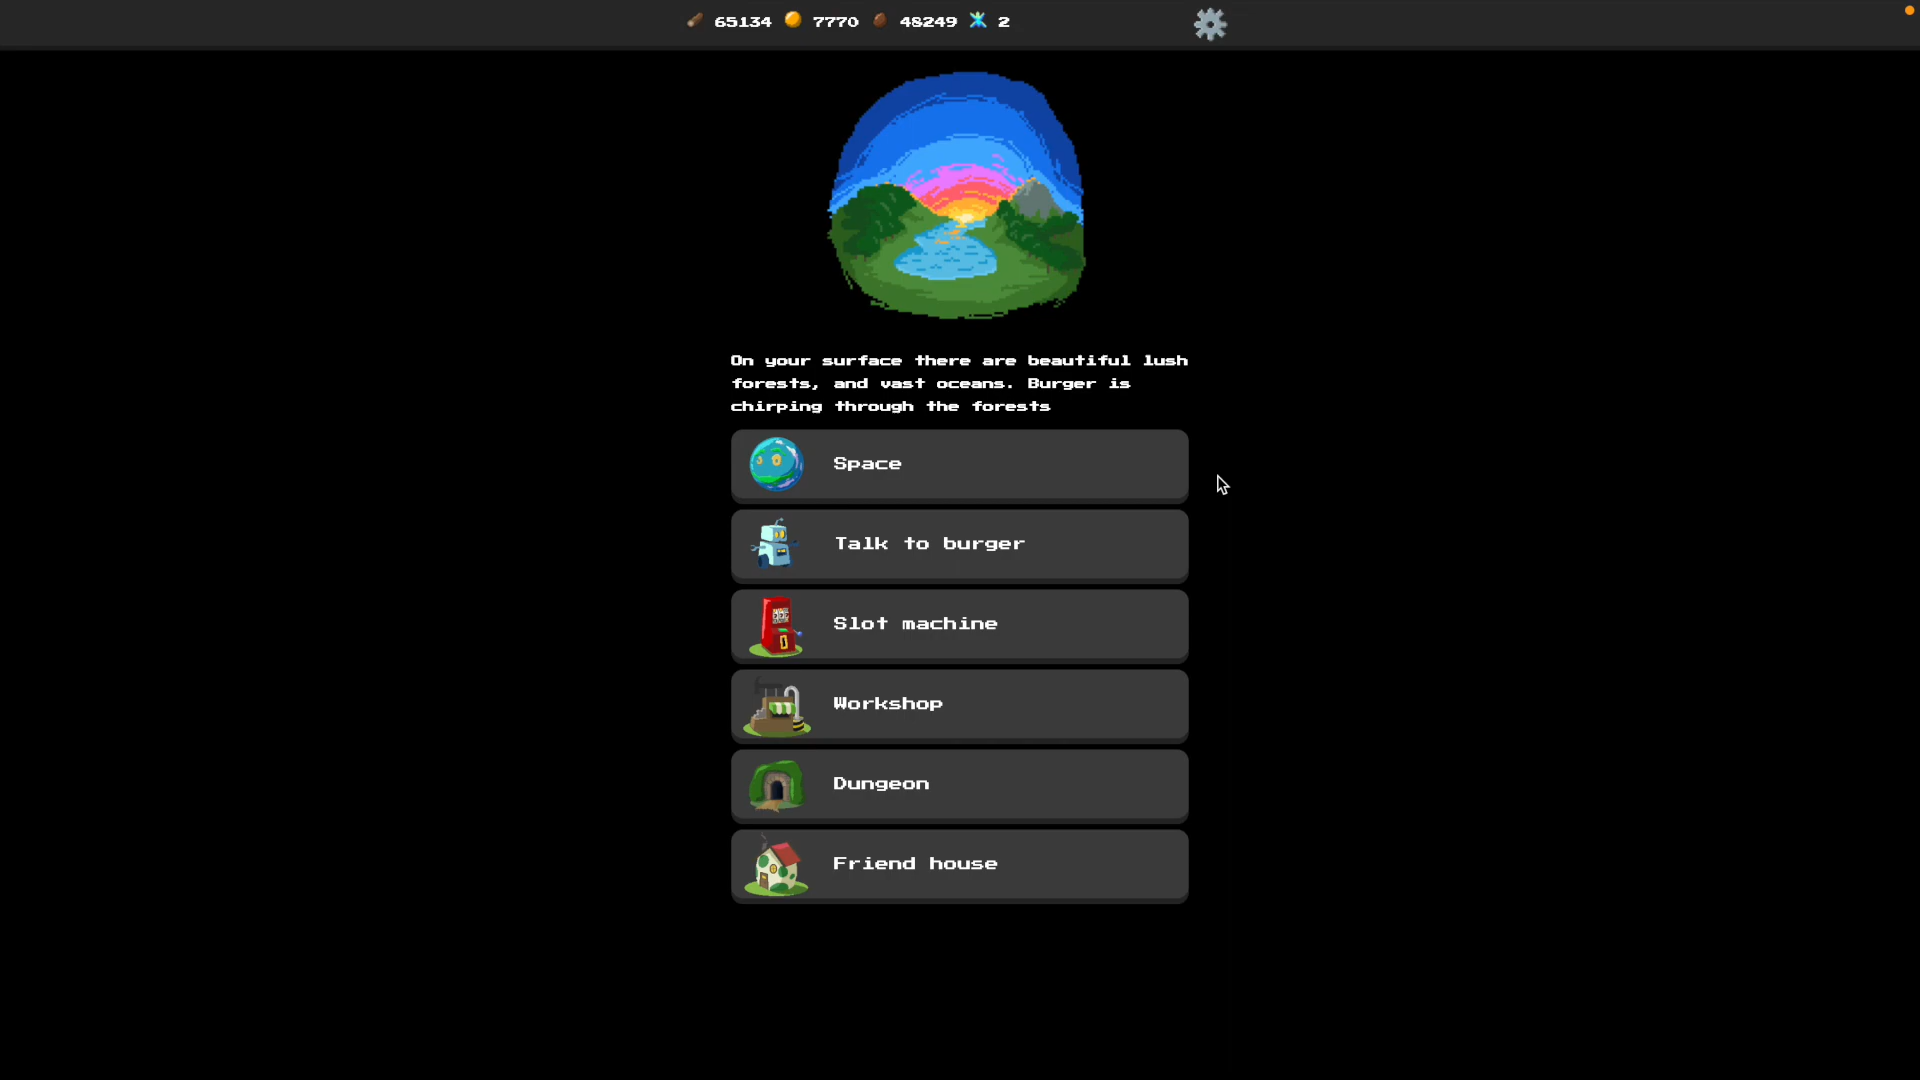 65134 7770 48249 2
On your surface there are beautiful lush
forests, and vast oceans. Burger is
chirping through the forests
Space
Talk to burger
Slot machine
Workshop
Dungeon
Friend house